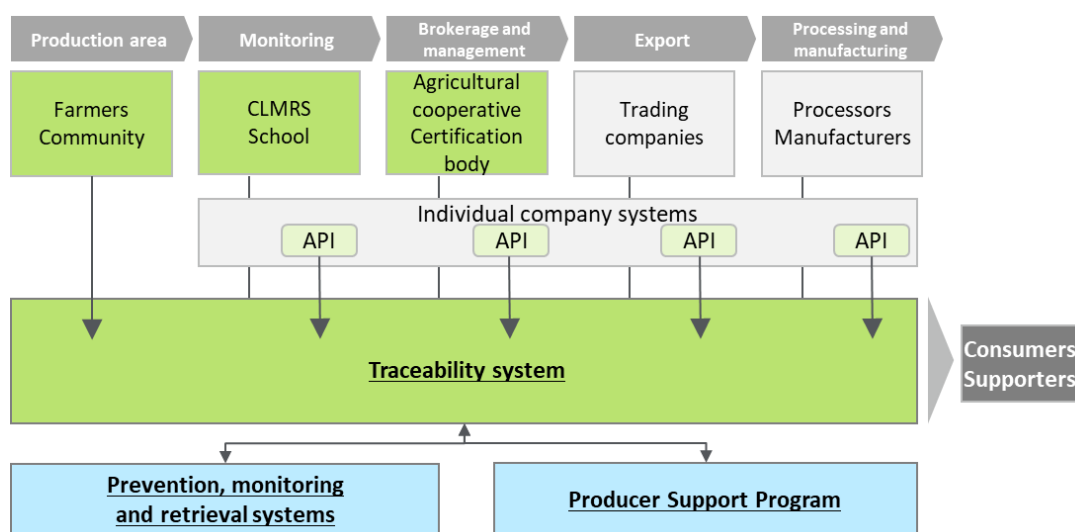 Production area
Monitoring
Brokerage and
management
Export
Processing and
manufacturing
Farmers
Community
CLMRS
School
Agricultural
cooperative
Certification
body
Trading
companies
Processors
Manufacturers
Individual company systems
API
API
API
API
Traceability system
Consumers
Supporters
Prevention, monitoring
and retrieval systems
Producer Support Program